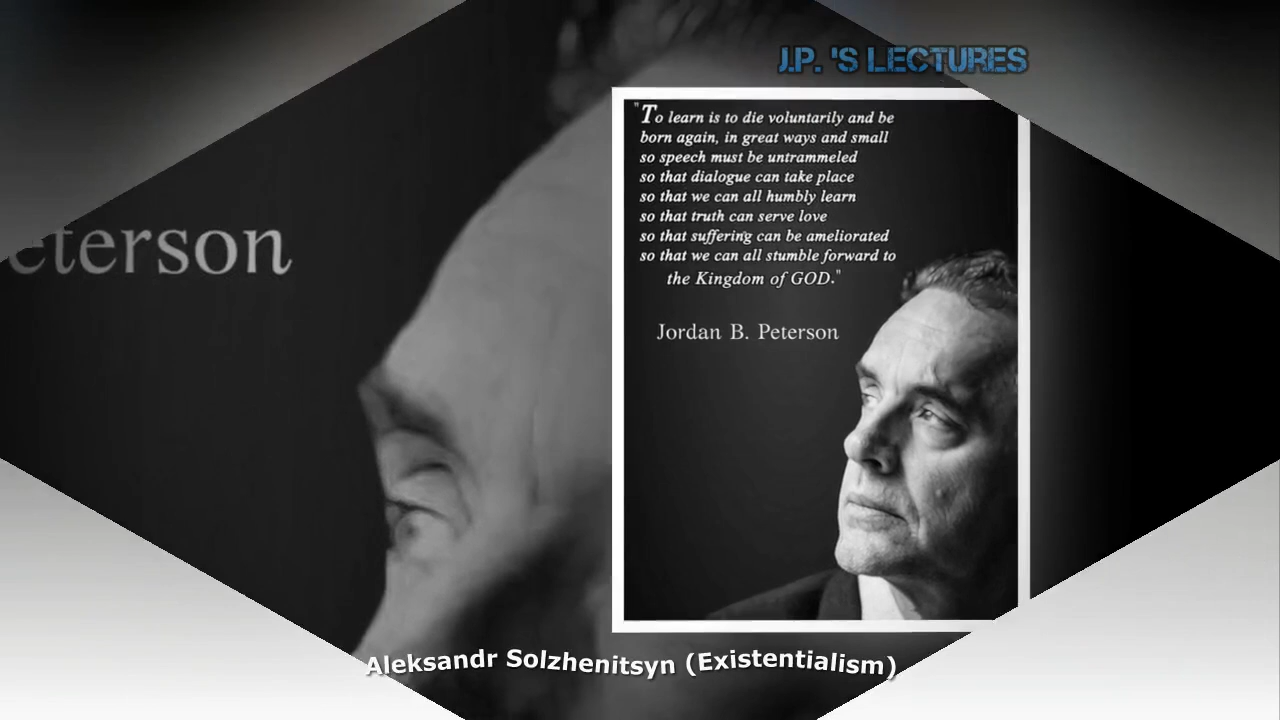 J.P. 'S LECTURES
"To learn is to die voluntarily and be
born again, in great ways and small
so speech must be untrammeled
so that dialogue can take place
so that we can all humbly learn
so that truth can serve love
so that suffering can be ameliorated
so that we can all stumble forward to
the Kingdom of GOD."
Jordan B. Peterson
eterson
Aleksandr Solzhenitsyn (Existentialism)